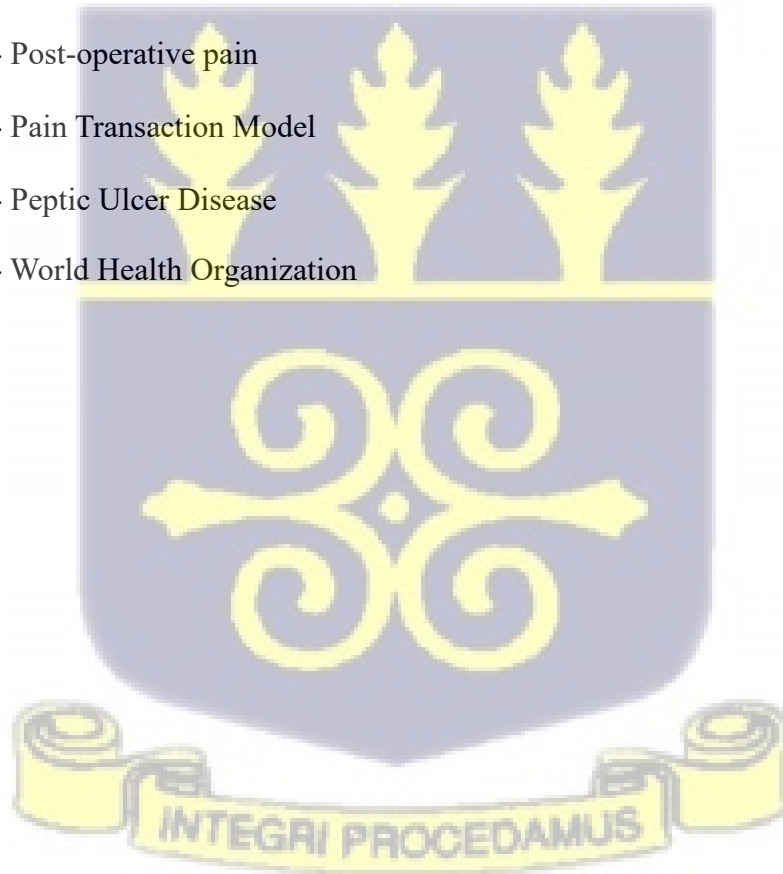 - Post-operative pain
- Pain Transaction Model
- Peptic Ulcer Disease
- World Health Organization
INTEGRI PROCEDAMUS